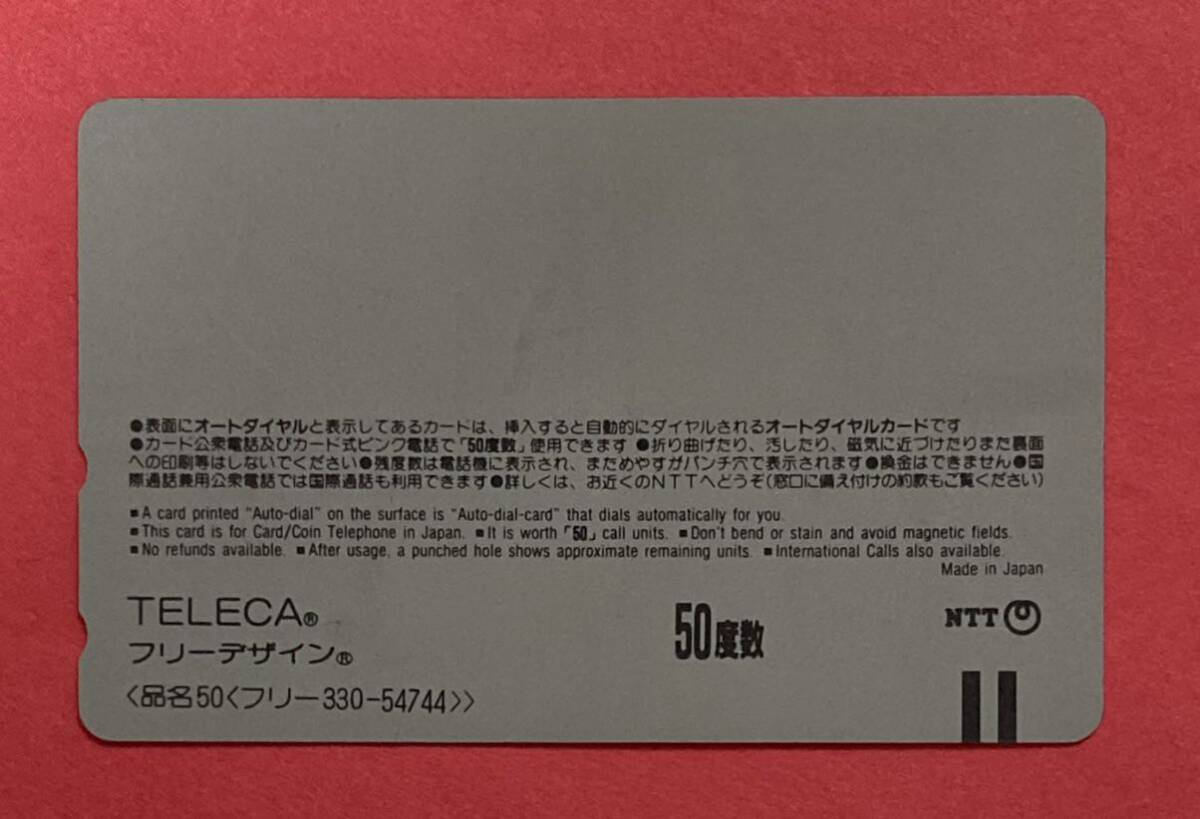 ●表面にオートダイヤルと表示してあるカードは、挿入すると自動的にダイヤルされるオートダイヤルカードです
●カード公衆電話及びカード式ピンク電話で「50度数」使用できます ●折り曲げたり、汚したり、磁気に近づけたりまた裏面
への印刷等はしないでください●残度数は電話機に表示され、まためやすがパンチ穴で表示されます●換金はできません●国
際通話兼用公衆電話では国際通話も利用できます●詳しくは、お近くのNTTへどうぞ(窓口に備え付けの約款もご覧ください)
■A card printed "Auto-dial" on the surface is "Auto-dial-card" that dials automatically for you.
■This card is for Card/Coin Telephone in Japan. ■It is worth「50」call units. ■Don't bend or stain and avoid magnetic fields.
■No refunds available. ■After usage, a punched hole shows approximate remaining units. ■International Calls also available.
Made in Japan
TELECA®
フリーデザイン®
50度数
NTT
〈品名50〈フリー330-54744〉〉